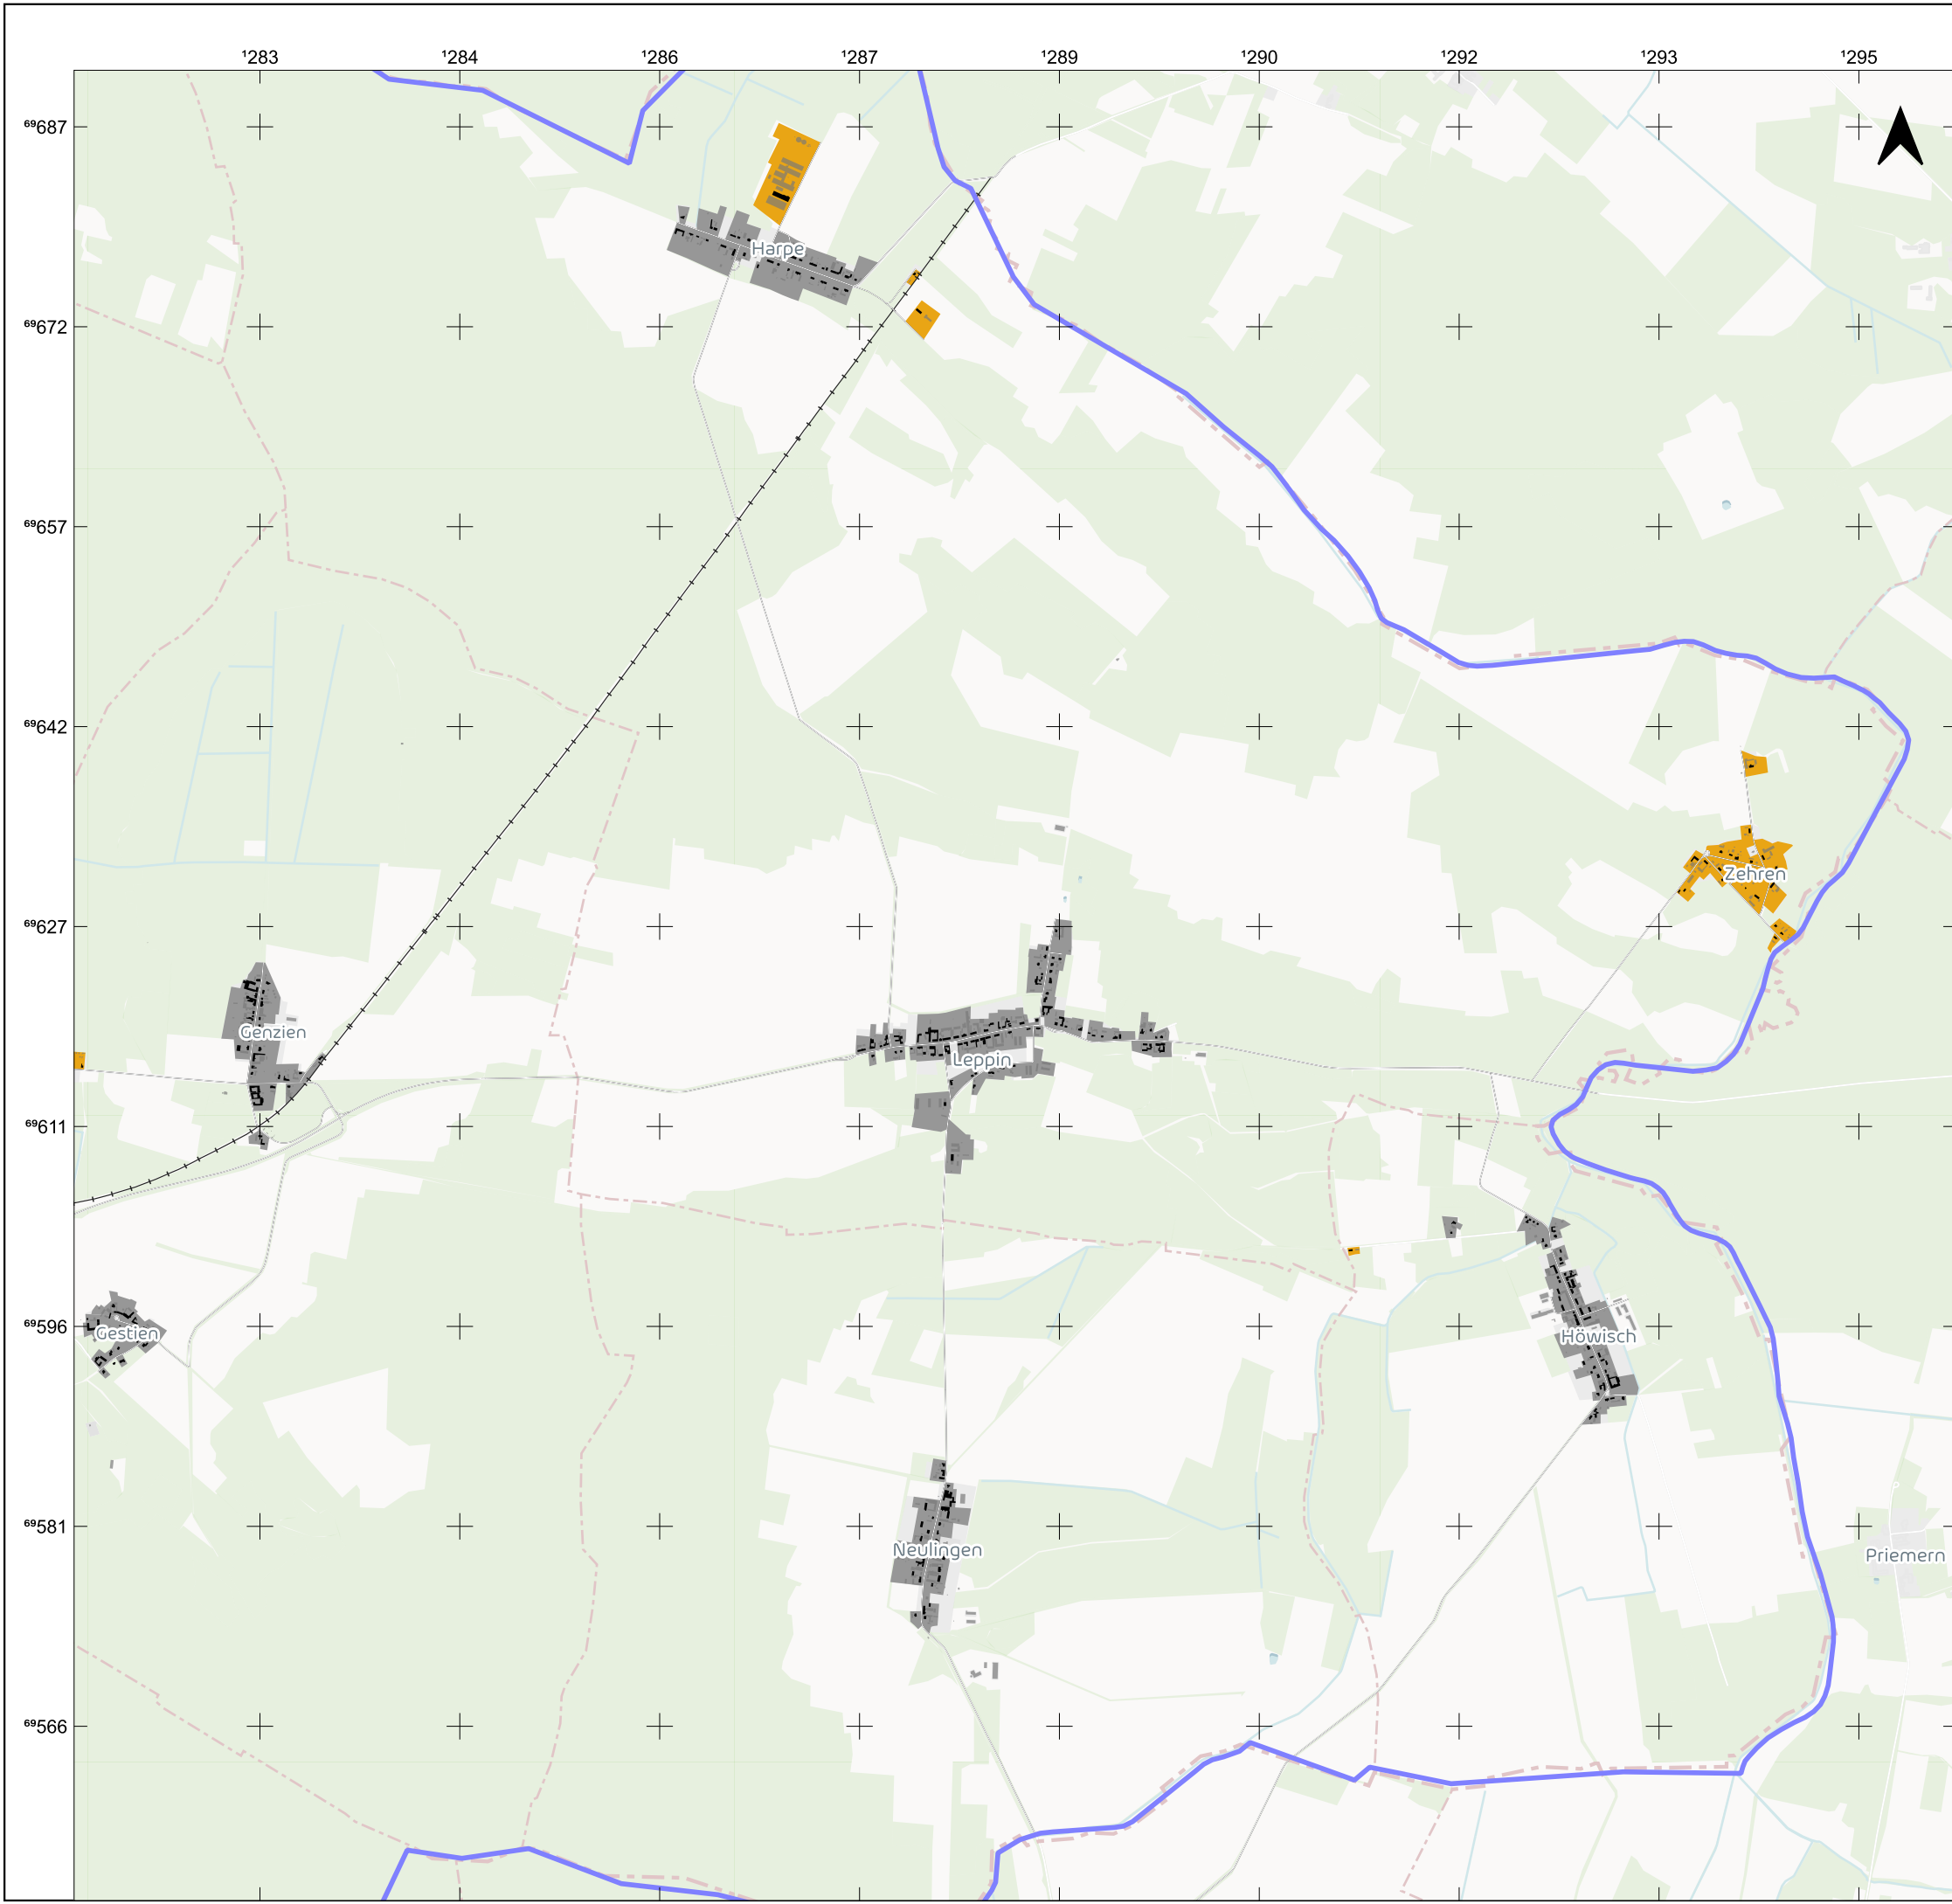 ¹283 ¹284 ¹286 ¹287 ¹289 ¹290 ¹292 ¹293 ¹295
⁶⁹687
Harpe
⁶⁹672
⁶⁹657
⁶⁹642
Zehren
⁶⁹627
Genzien
Leppin
⁶⁹611
⁶⁹596
Gestien
Höwisch
⁶⁹581
Neulingen
Priemern
⁶⁹566